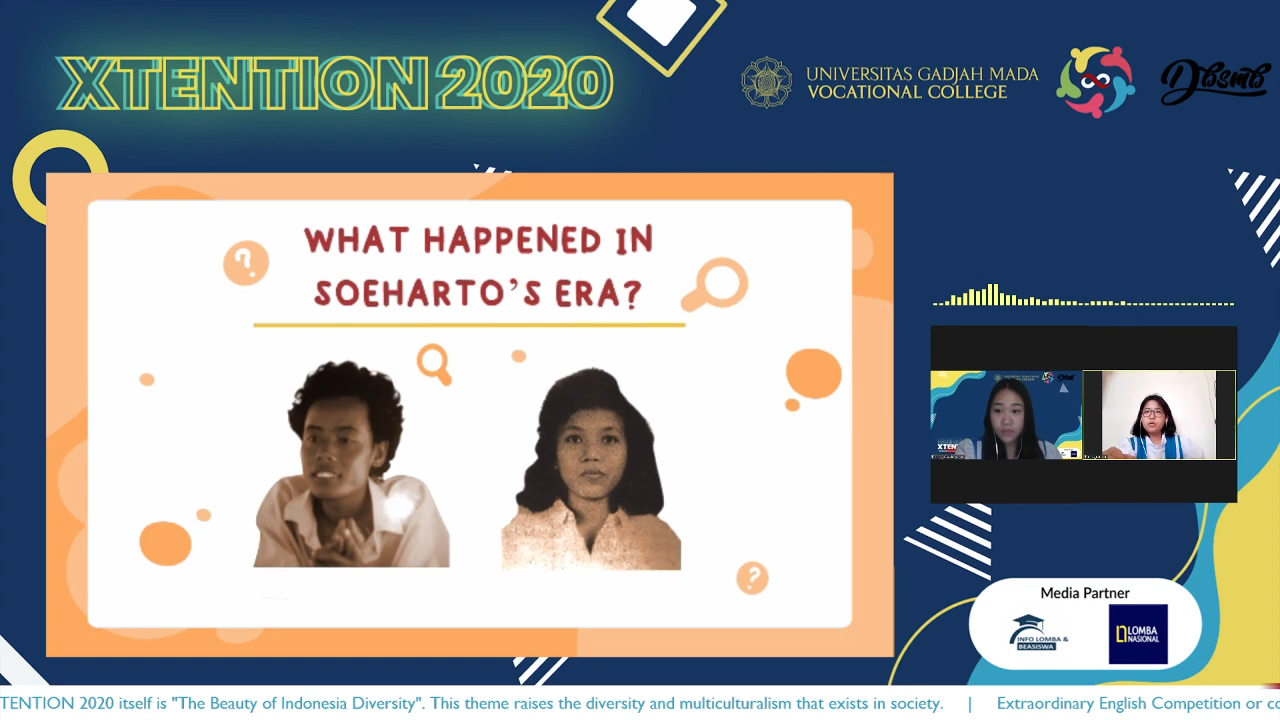 XTENTION 2020
UNIVERSITAS GADJAH MADA
VOCATIONAL COLLEGE
Dbsmb
WHAT HAPPENED IN
SOEHARTO'S ERA?
?
?
XTEN
Media Partner
INFO LOMBA &
BEASISWA
LOMBA
NASIONAL
TENTION 2020 itself is "The Beauty of Indonesia Diversity". This theme raises the diversity and multiculturalism that exists in society. | Extraordinary English Competition or co